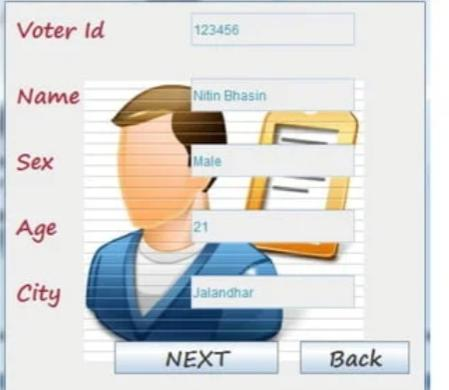 Voter Id 123456
Name Nitin Bhasin
Sex Male
Age 21
City Jalandhar
NEXT Back